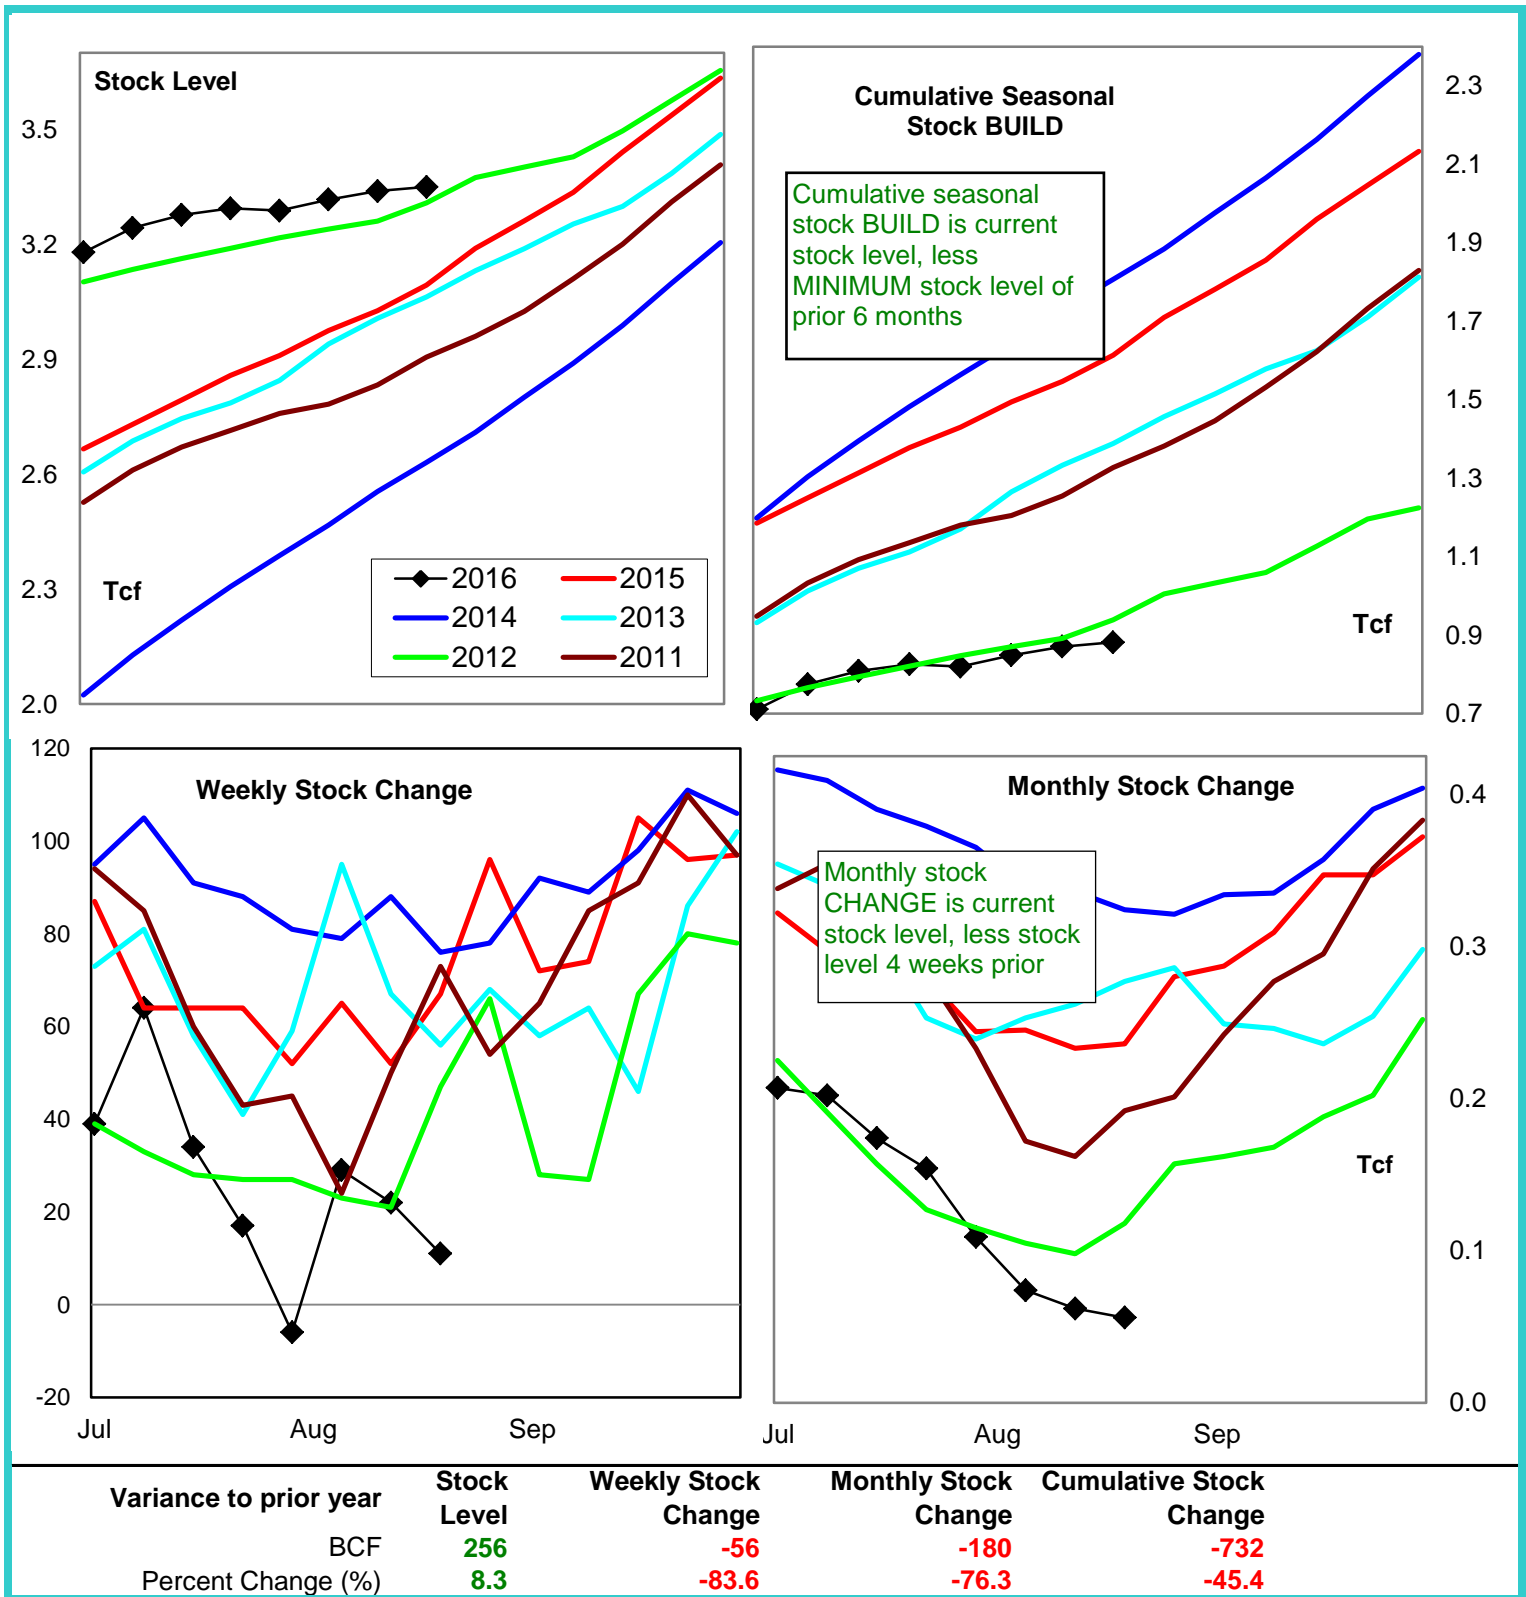 Stock Level
3.5
3.2
2.9
2.6
2.3
2.0
Tcf
2016
2015
2014
2013
2012
2011
Cumulative Seasonal
Stock BUILD
Cumulative seasonal
stock BUILD is current
stock level, less
MINIMUM stock level of
prior 6 months
Tcf
2.3
2.1
1.9
1.7
1.5
1.3
1.1
0.9
0.7
Weekly Stock Change
120
100
80
60
40
20
0
-20
Jul Aug Sep
Monthly Stock Change
Monthly stock
CHANGE is current
stock level, less stock
level 4 weeks prior
Tcf
0.4
0.3
0.2
0.1
0.0
Jul Aug Sep
Variance to prior year
Stock
Level
Weekly Stock
Change
Monthly Stock
Change
Cumulative Stock
Change
BCF 256 -56 -180 -732
Percent Change (%) 8.3 -83.6 -76.3 -45.4